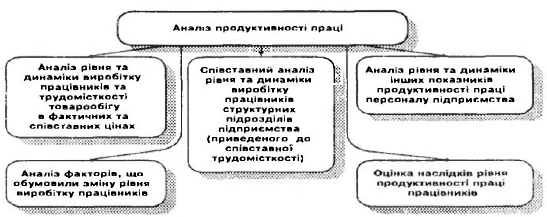 Аналіз продуктивності праці
Аналіз рівня та
динаміки виробітку
працівників та
трудомісткості
товарообігу
в фактичних та
співставних цінах
Співставний аналіз
рівня та динаміки
виробітку
працівників
структурних
підрозділів
підприємства
(приведеного до
співставної
трудомісткості)
Аналіз рівня та динаміки
інших показників
продуктивності праці
персоналу підприємства
Аналіз факторів, що
обумовили зміну рівня
виробітку працівників
Оцінка наслідків рівня
продуктивності праці
працівників